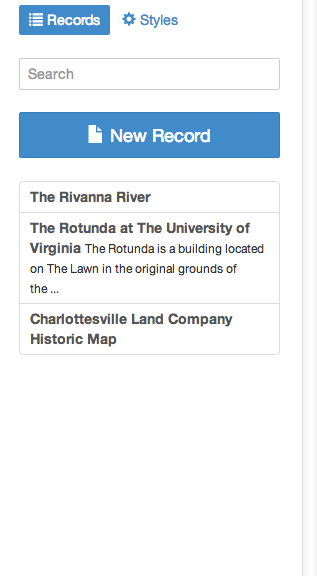 Records Styles
Search
New Record
The Rivanna River
The Rotunda at The University of
Virginia The Rotunda is a building located
on The Lawn in the original grounds of
the ...
Charlottesville Land Company
Historic Map